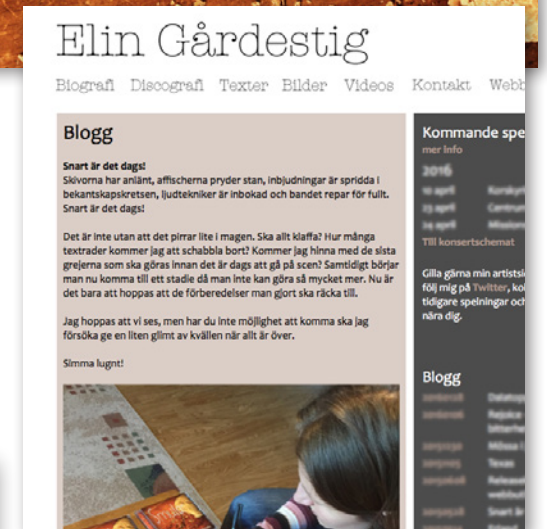 Elin Gårdestig
Biografi Discografi Texter Bilder Videos Kontakt
Blogg
Snart är det dags!
Skivorna har anlänt, affischerna pryder stan, inbjudningar är spridda i
bekantskapskretsen, ljudtekniker är inbokad och bandet repar för fullt.
Snart är det dags!
Det är inte utan att det pirrar lite i magen. Ska allt klaffa? Hur många
textrader kommer jag att schabbla bort? Kommer jag hinna med de sista
grejerna som ska göras innan det är dags att gå på scen? Samtidigt börjar
man nu komma till ett stadie då man inte kan göra så mycket mer. Nu är
det bara att hoppas att de förberedelser man gjort ska räcka till.
Jag hoppas att vi ses, men har du inte möjlighet att komma ska jag
försöka ge en liten glimt av kvällen när allt är över.
Simma lugnt!
Kommande spe
mer info
2016
10 april
23 april
24 april
Till konsertschemat
Gilla gärna min artistsi
följ mig på Twitter, kol
tidigare spelningar och
nära dig.
Blogg
Texas
Snart är